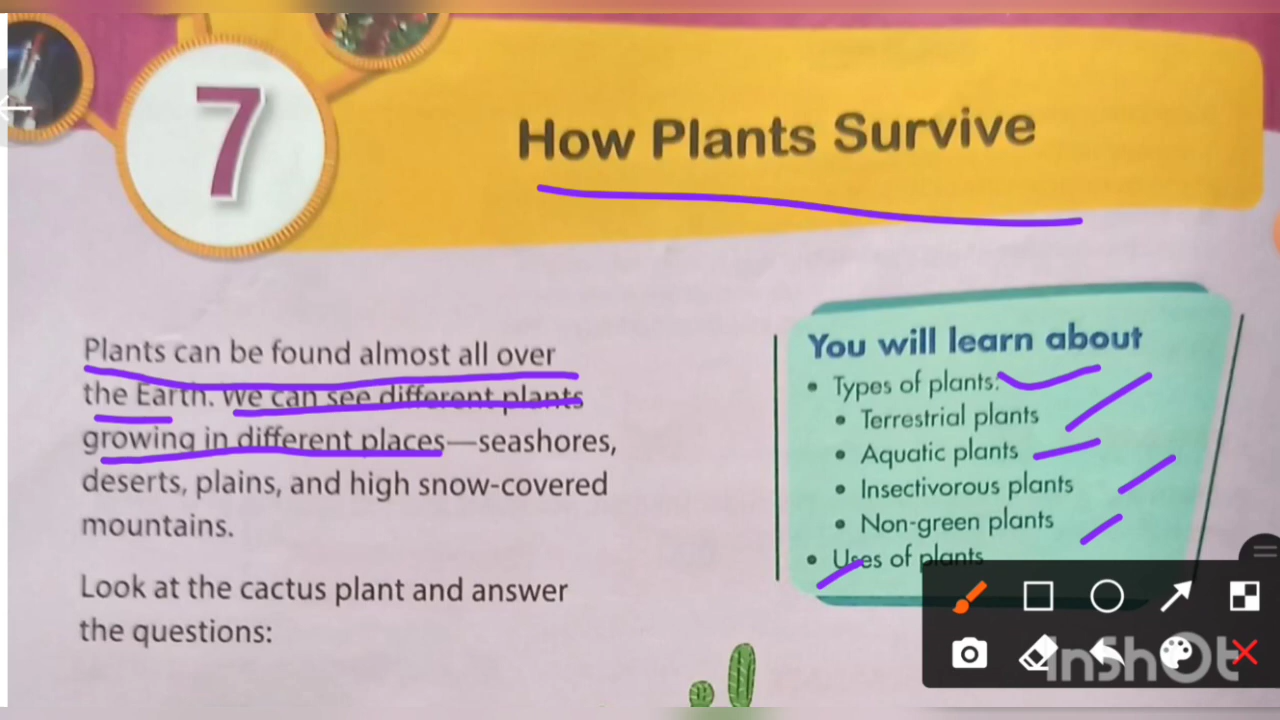 7
How Plants Survive
Plants can be found almost all over
the Earth. We can see different plants
growing in different places—seashores,
deserts, plains, and high snow-covered
mountains.
Look at the cactus plant and answer
the questions:
You will learn about
• Types of plants:
• Terrestrial plants
• Aquatic plants
• Insectivorous plants
• Non-green plants
• Uses of plants
InShOt